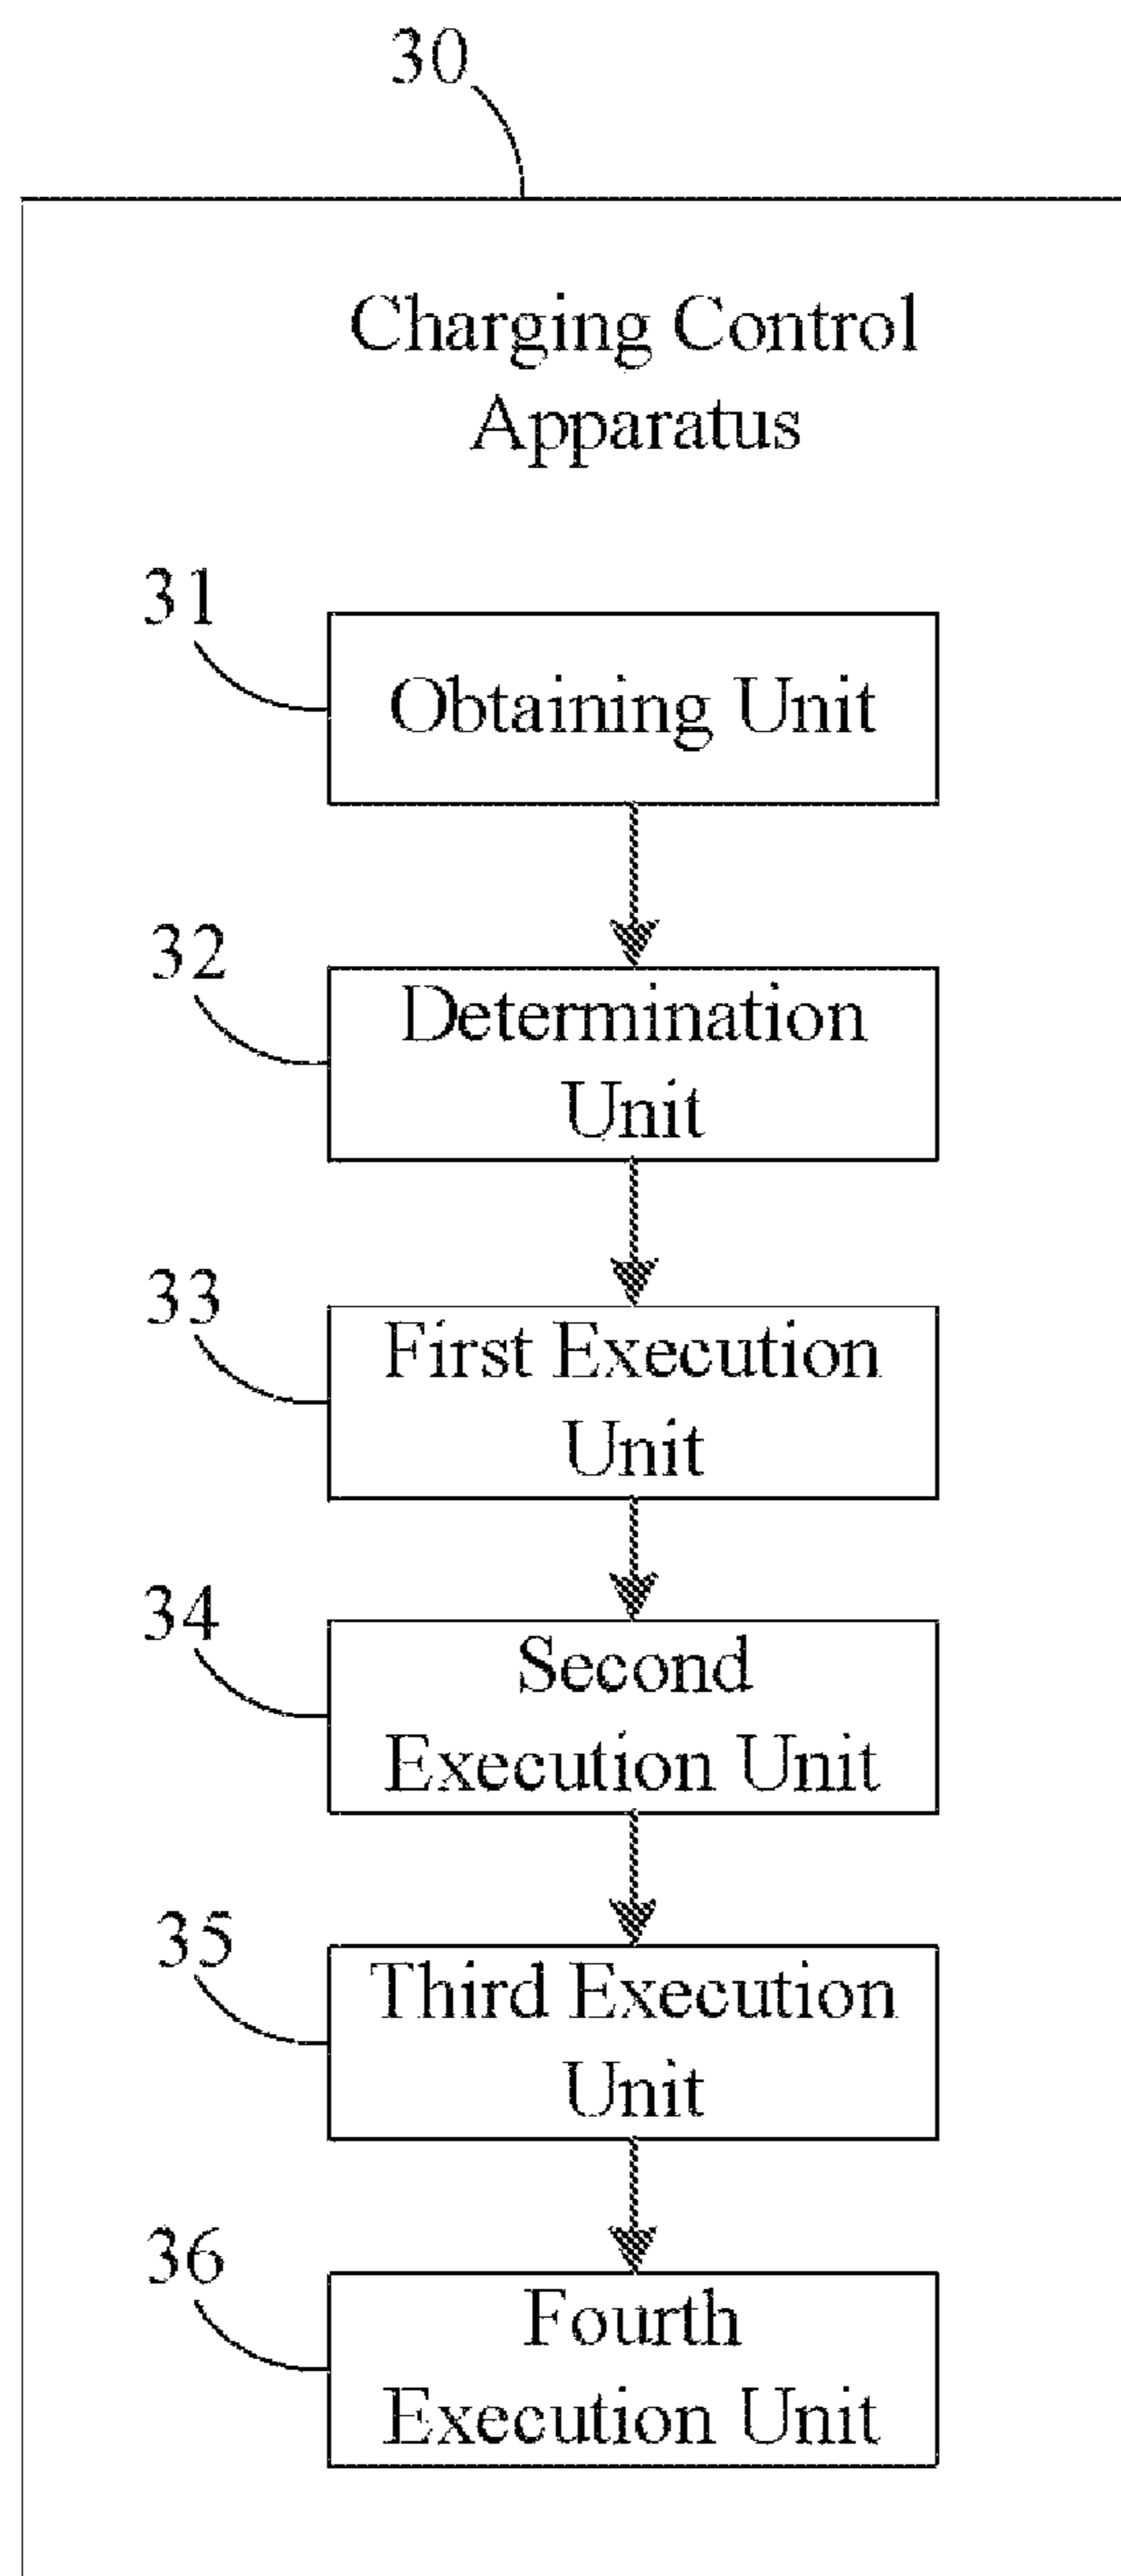 30
Charging Control
Apparatus
31
Obtaining Unit
32
Determination
Unit
33
First Execution
Unit
34
Second
Execution Unit
35
Third Execution
Unit
36
Fourth
Execution Unit